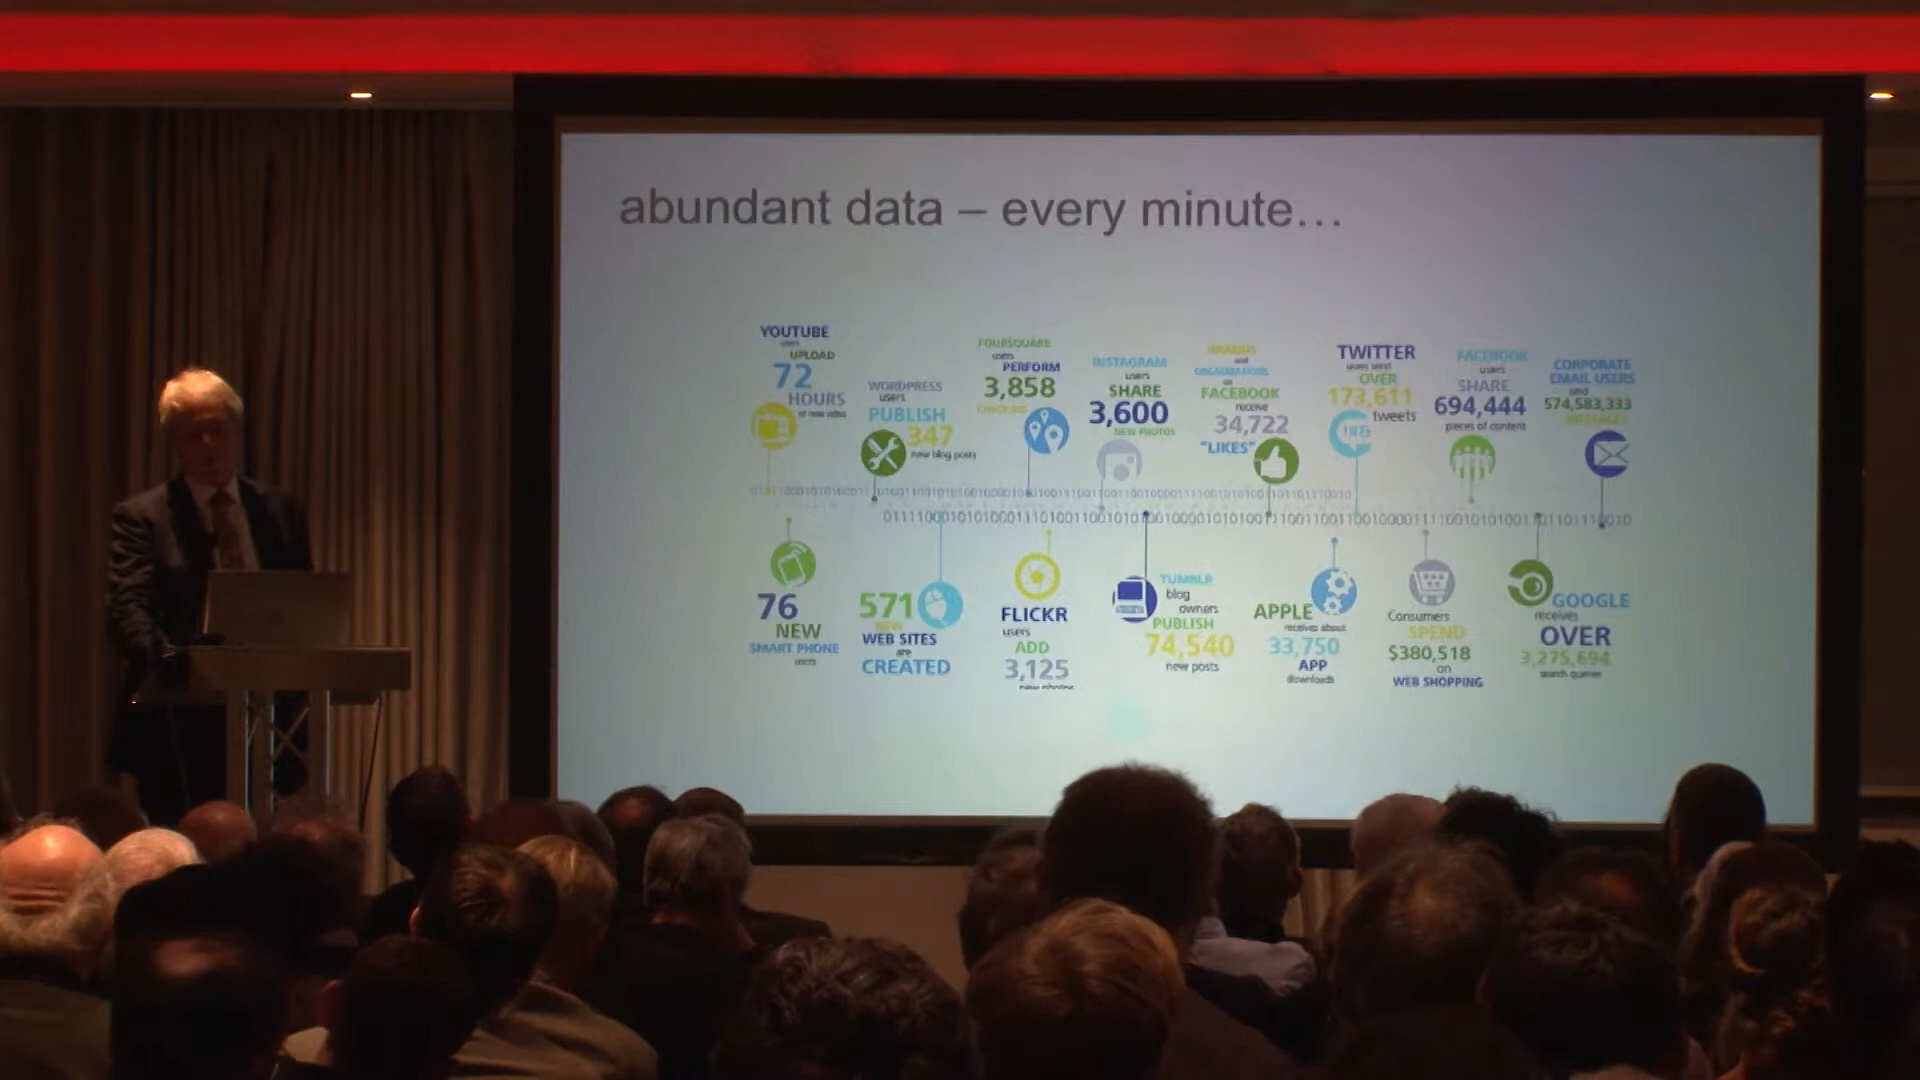 abundant data – every minute...
YOUTUBE
users
UPLOAD
72
HOURS
of new video
WORDPRESS
users
PUBLISH
347
new blog posts
FOURSQUARE
users
PERFORM
3,858
CHECK-INS
INSTAGRAM
users
SHARE
3,600
NEW PHOTOS
BRANDS
and
ORGANIZATIONS
on
FACEBOOK
receive
34,722
"LIKES"
TWITTER
users send
OVER
173,611
tweets
FACEBOOK
users
SHARE
694,444
pieces of content
CORPORATE
EMAIL USERS
send
574,583,333
MESSAGES
76
NEW
SMART PHONE
users
571
NEW
WEB SITES
are
CREATED
FLICKR
users
ADD
3,125
new photos
TUMBLR
blog
owners
PUBLISH
74,540
new posts
APPLE
receives about
33,750
APP
downloads
Consumers
SPEND
$380,518
on
WEB SHOPPING
GOOGLE
receives
OVER
3,275,694
search queries